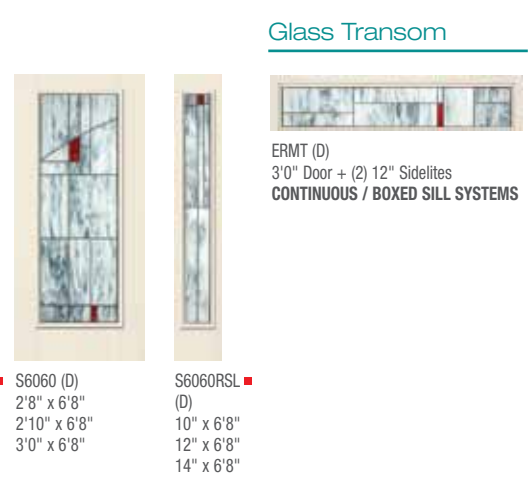 Glass Transom
ERMT (D)
3'0" Door + (2) 12" Sidelites
CONTINUOUS / BOXED SILL SYSTEMS
S6060 (D)
2'8" x 6'8"
2'10" x 6'8"
3'0" x 6'8"
S6060RSL
(D)
10" x 6'8"
12" x 6'8"
14" x 6'8"